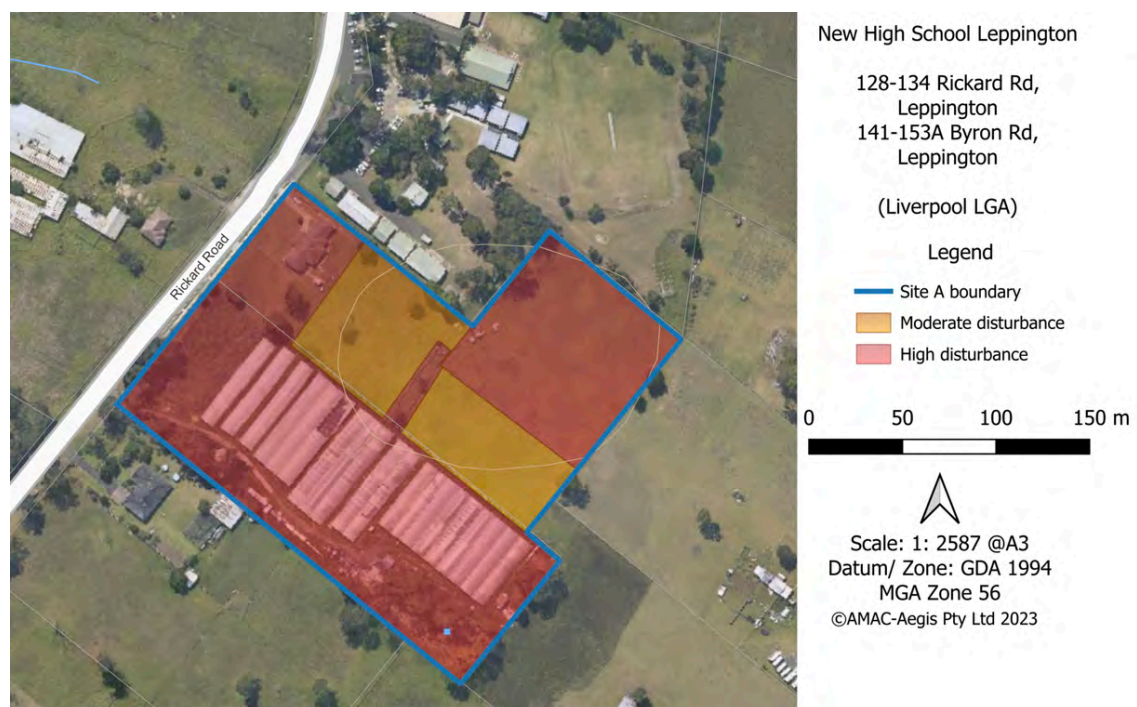 New High School Leppington
128-134 Rickard Rd,
Leppington
141-153A Byron Rd,
Leppington
(Liverpool LGA)
Legend
Site A boundary
Moderate disturbance
High disturbance
0 50 100 150 m
Scale: 1: 2587 @A3
Datum/ Zone: GDA 1994
MGA Zone 56
©AMAC-Aegis Pty Ltd 2023
Rickard Road